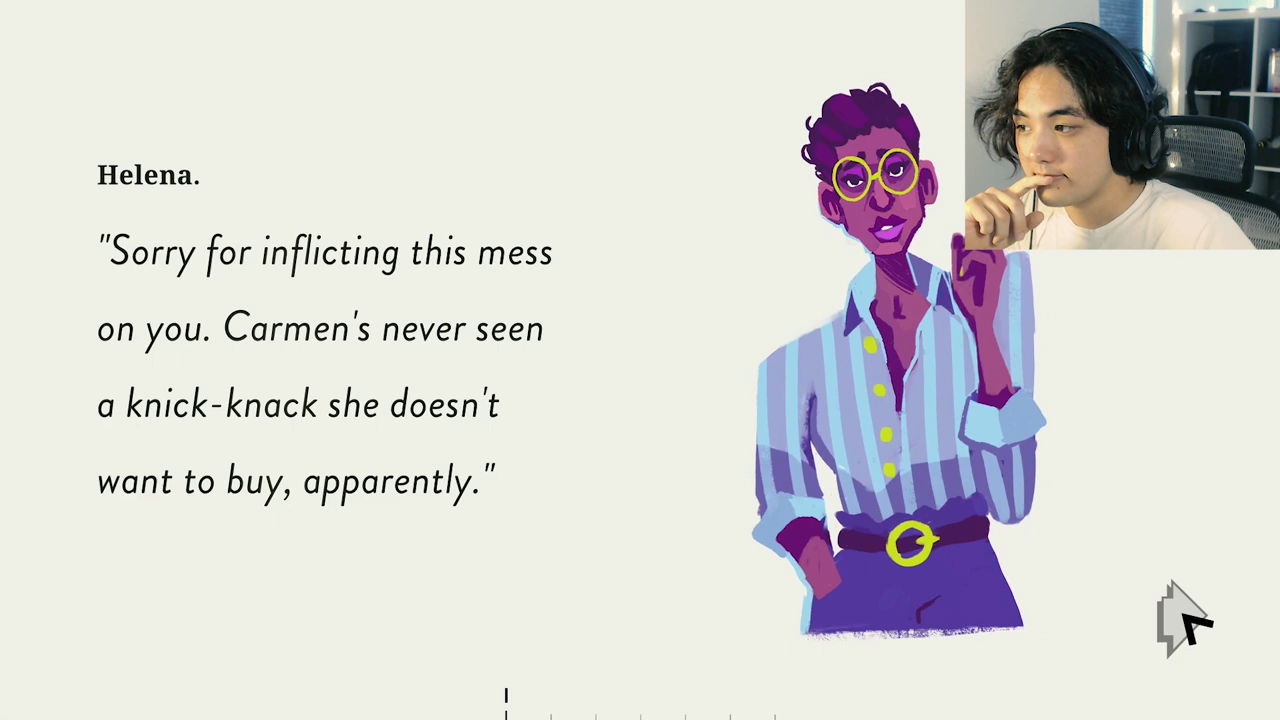 Helena.
"Sorry for inflicting this mess
on you. Carmen's never seen
a knick-knack she doesn't
want to buy, apparently."